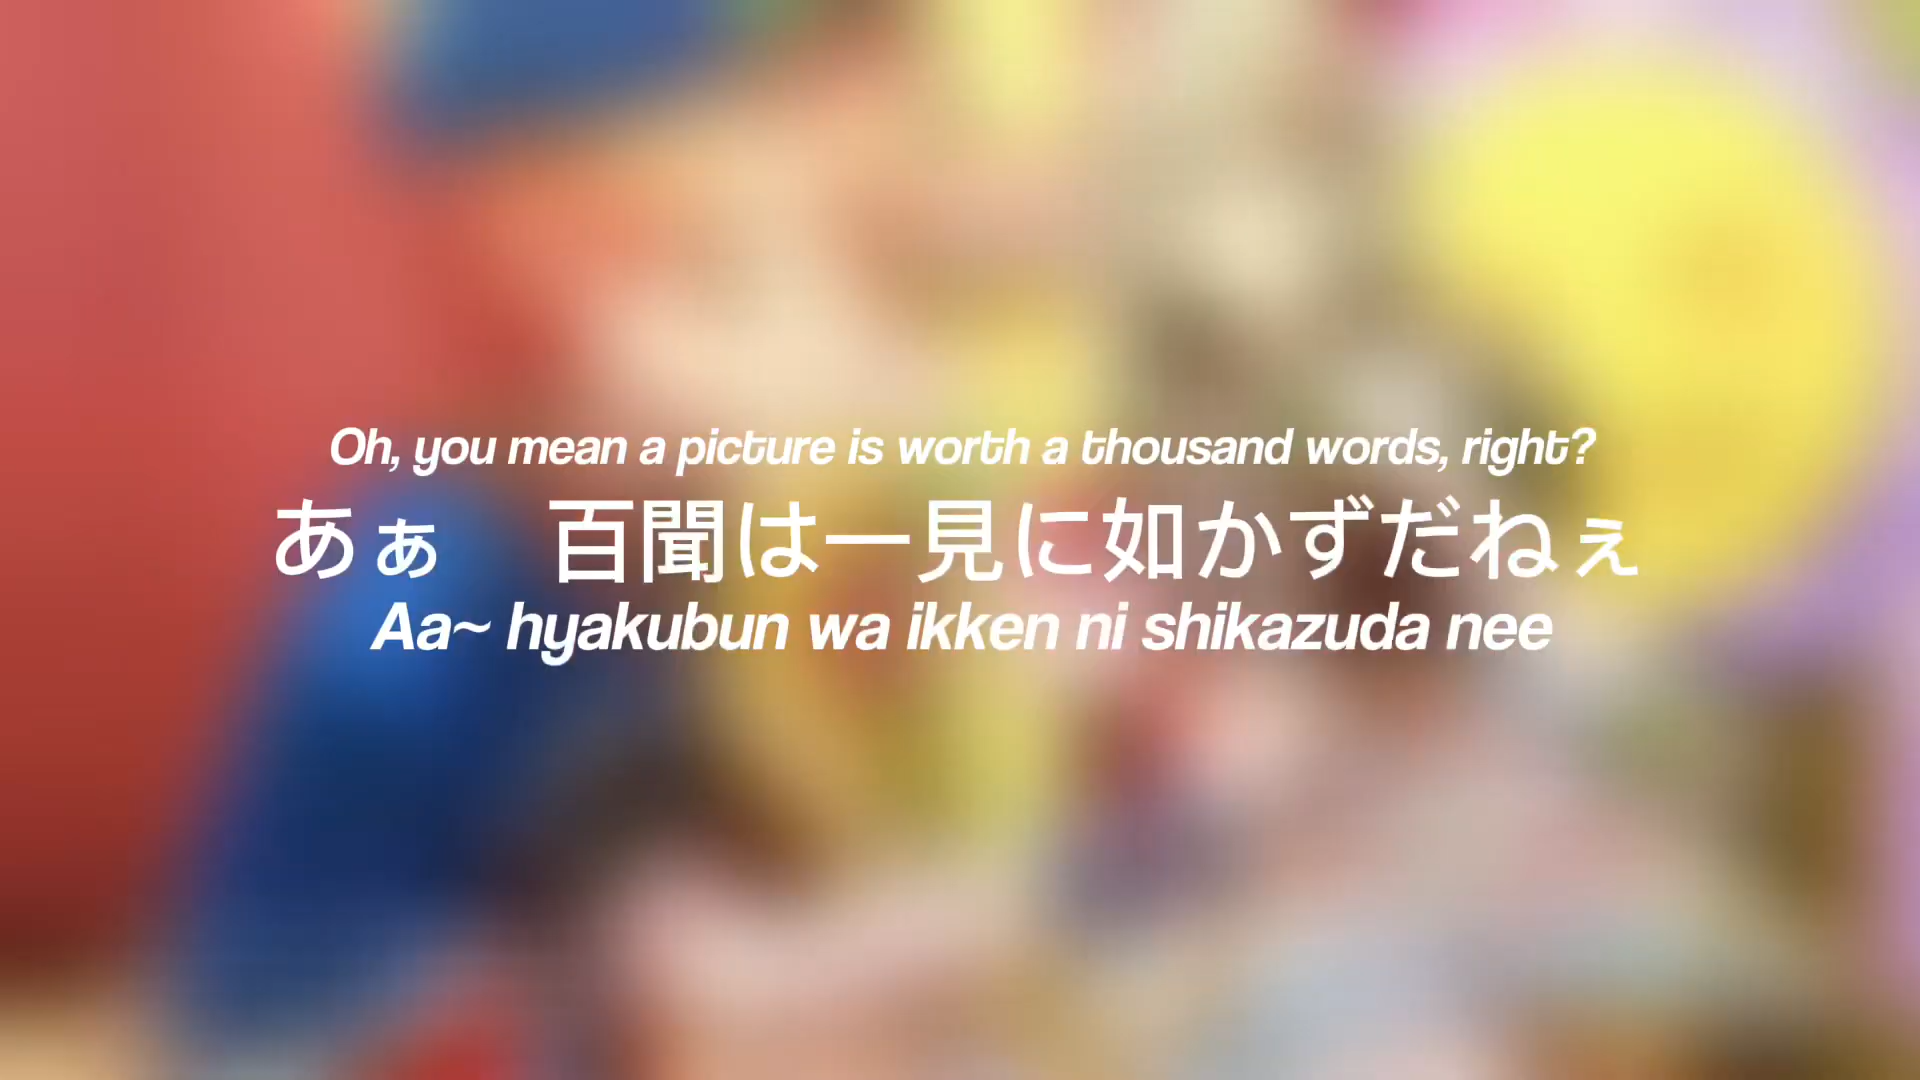 Oh, you mean a picture is worth a thousand words, right?
あぁ　百聞は一見に如かずだねぇ
Aa~ hyakubun wa ikken ni shikazuda nee